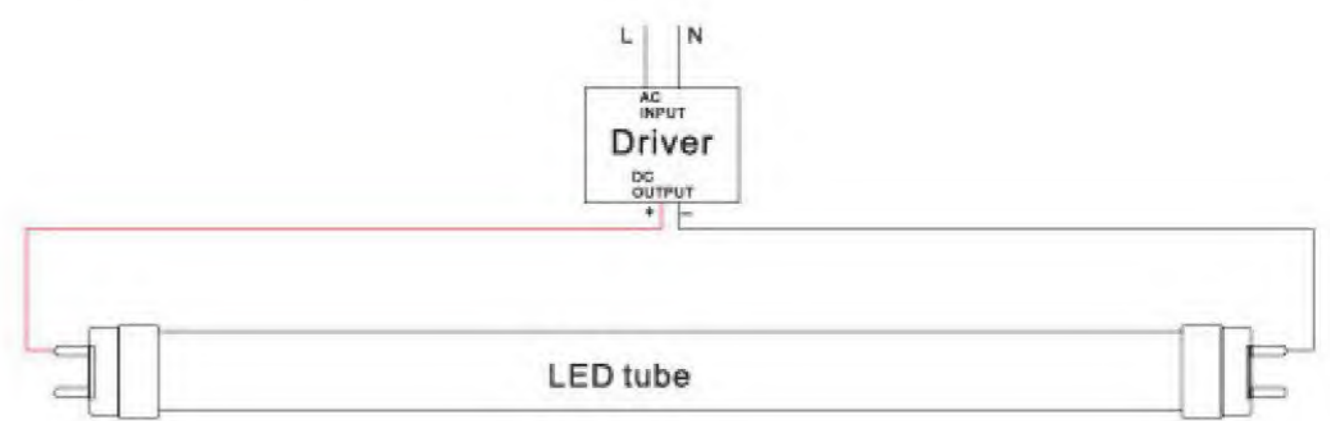 L N
AC
INPUT
Driver
DC
OUTPUT
+ -
LED tube